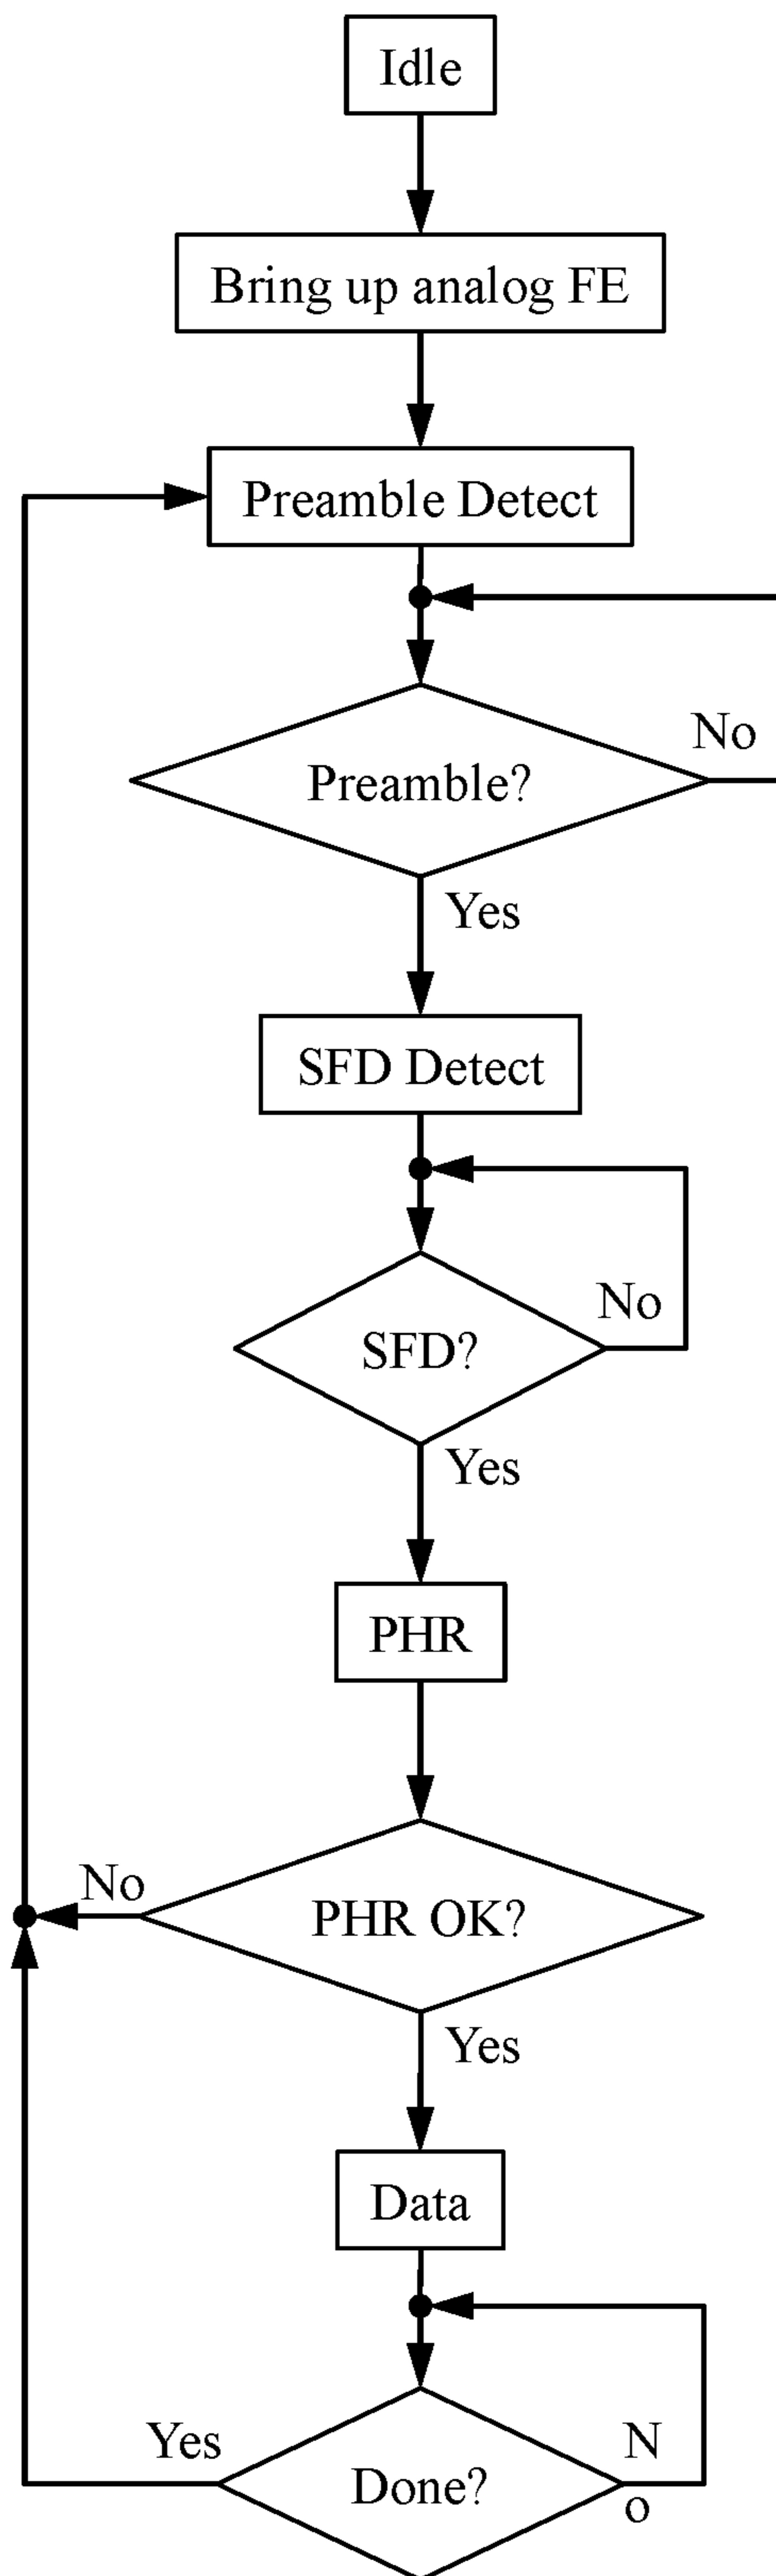 Idle
Bring up analog FE
Preamble Detect
No
Preamble?
Yes
SFD Detect
No
SFD?
Yes
PHR
No
PHR OK?
Yes
Data
Yes
N
Done?
o